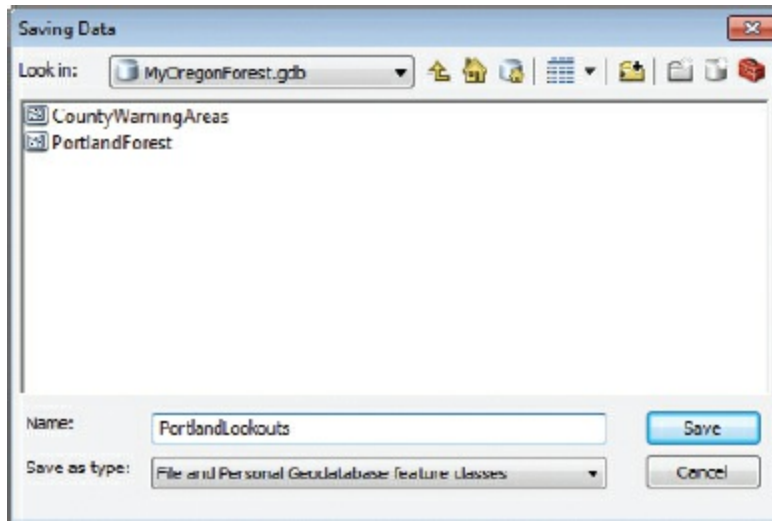 Saving Data
Look in: MyOregonForest.gdb
CountyWarningAreas
PortlandForest
Name: PortlandLookouts Save
Save as type: File and Personal Geodatabase feature classes Cancel